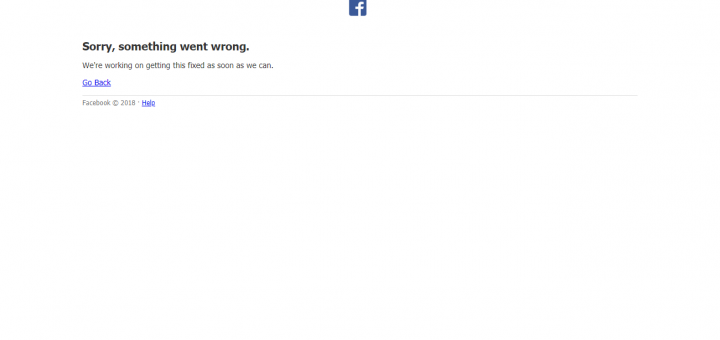 f
Sorry, something went wrong.
We're working on getting this fixed as soon as we can.
Go Back
Facebook © 2018 · Help